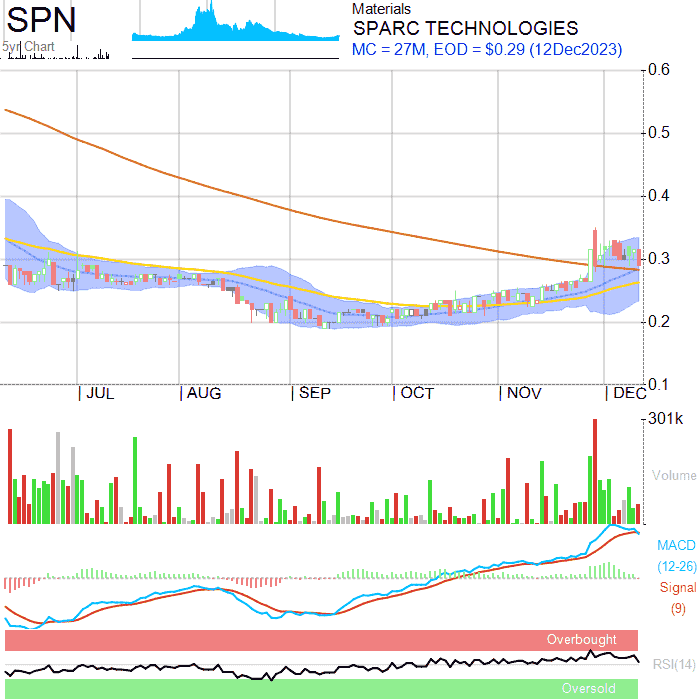 SPN
5yr Chart
Materials
SPARC TECHNOLOGIES
MC = 27M, EOD = $0.29 (12Dec2023)
0.6
0.5
0.4
0.3
0.2
0.1
JUL AUG SEP OCT NOV DEC
301k
Volume
MACD
(12-26)
Signal
(9)
Overbought
RSI(14)
Oversold